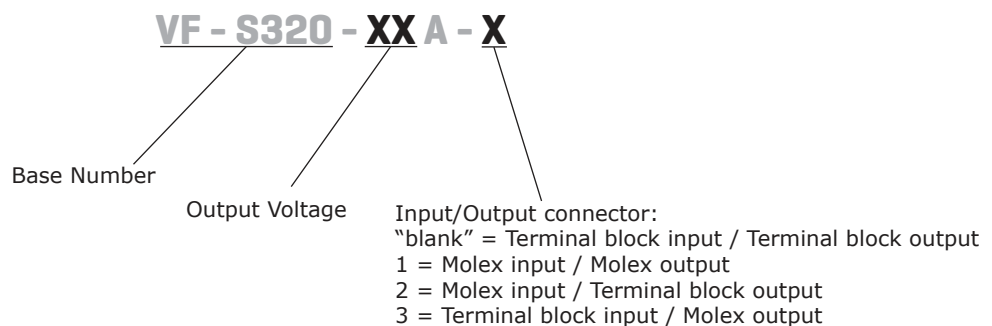 VF - S320 - XX A - X
Base Number
Output Voltage
Input/Output connector:
“blank” = Terminal block input / Terminal block output
1 = Molex input / Molex output
2 = Molex input / Terminal block output
3 = Terminal block input / Molex output